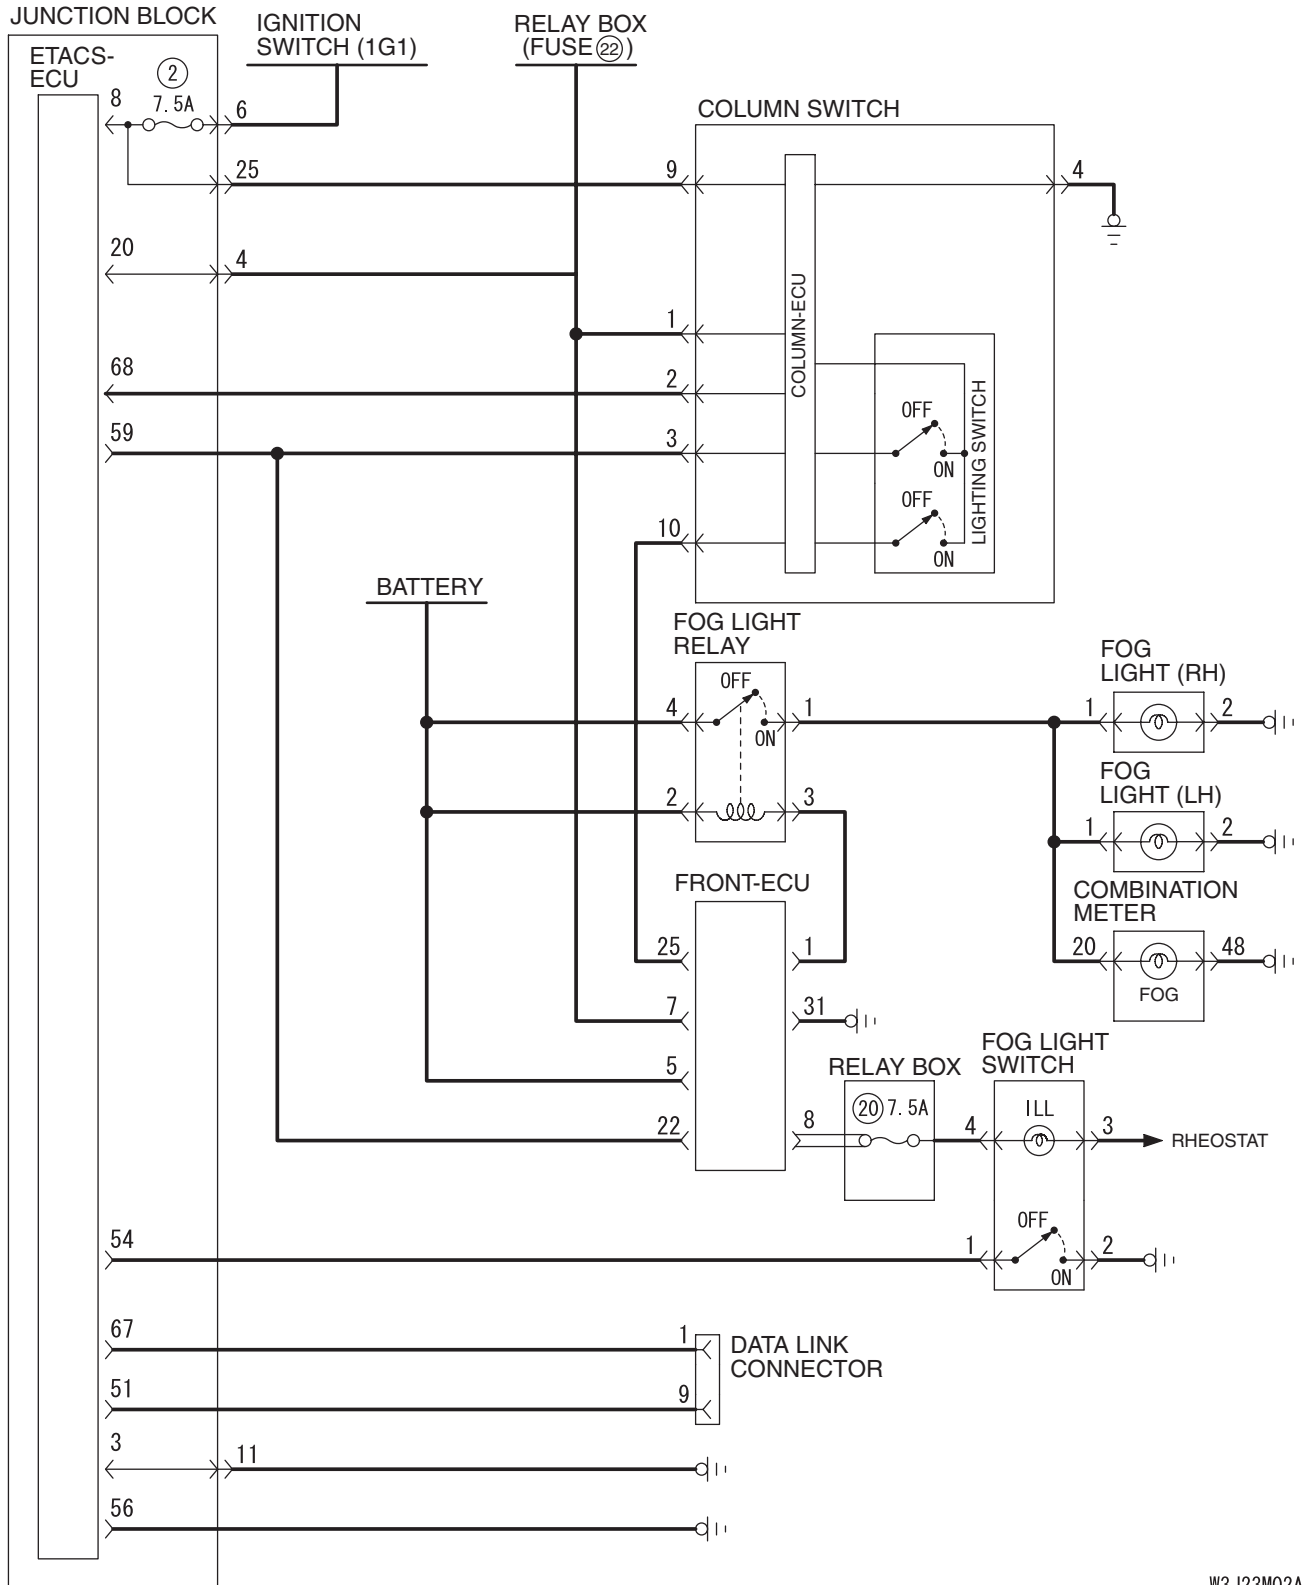 JUNCTION BLOCK
IGNITION
SWITCH (1G1)
RELAY BOX
(FUSE 22)
ETACS-
ECU
2
7.5A
8
6
COLUMN SWITCH
25
9
4
20
4
1
COLUMN-ECU
68
2
OFF
LIGHTING SWITCH
59
3
ON
OFF
10
ON
BATTERY
FOG LIGHT
RELAY
FOG
LIGHT (RH)
OFF
4
1
1
2
ON
FOG
LIGHT (LH)
2
3
1
2
FRONT-ECU
COMBINATION
METER
25
1
20
48
FOG
7
31
FOG LIGHT
SWITCH
5
RELAY BOX
20 7.5A
ILL
22
8
4
3
RHEOSTAT
54
OFF
1
2
ON
67
1
DATA LINK
CONNECTOR
51
9
3
11
56